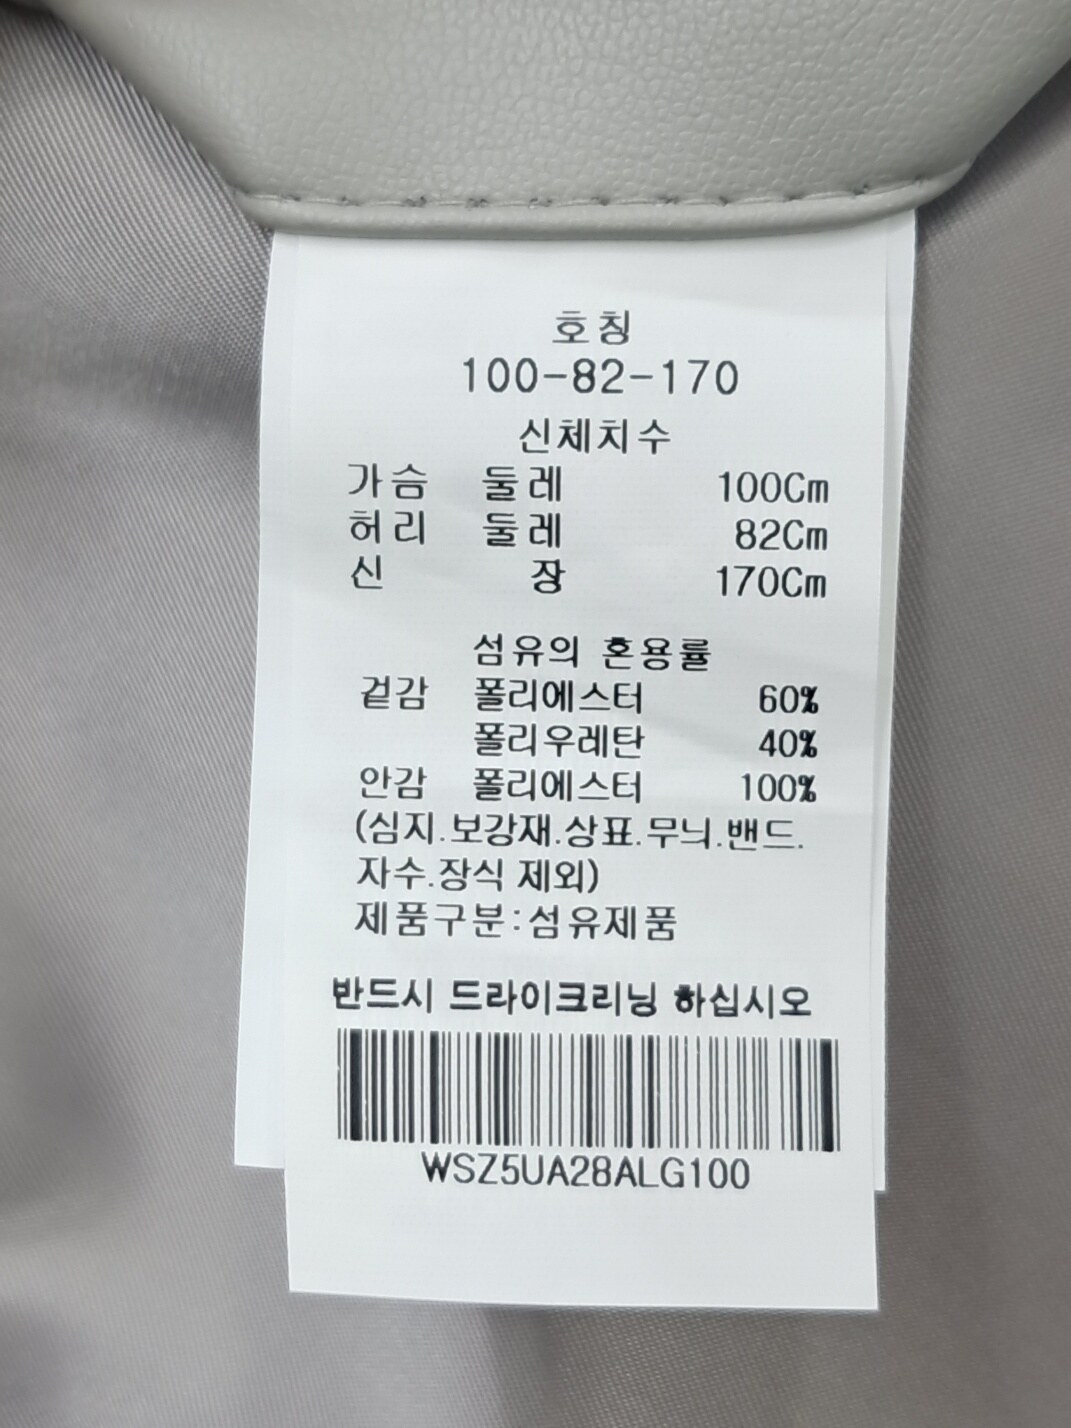 호칭
100-82-170
신체치수
가슴 둘레 100Cm
허리 둘레 82Cm
신 장 170Cm
섬유의 혼용률
겉감 폴리에스터 60%
폴리우레탄 40%
안감 폴리에스터 100%
(심지.보강재.상표.무늬.밴드.
자수.장식 제외)
제품구분:섬유제품
반드시 드라이크리닝 하십시오
WSZ5UA28ALG100